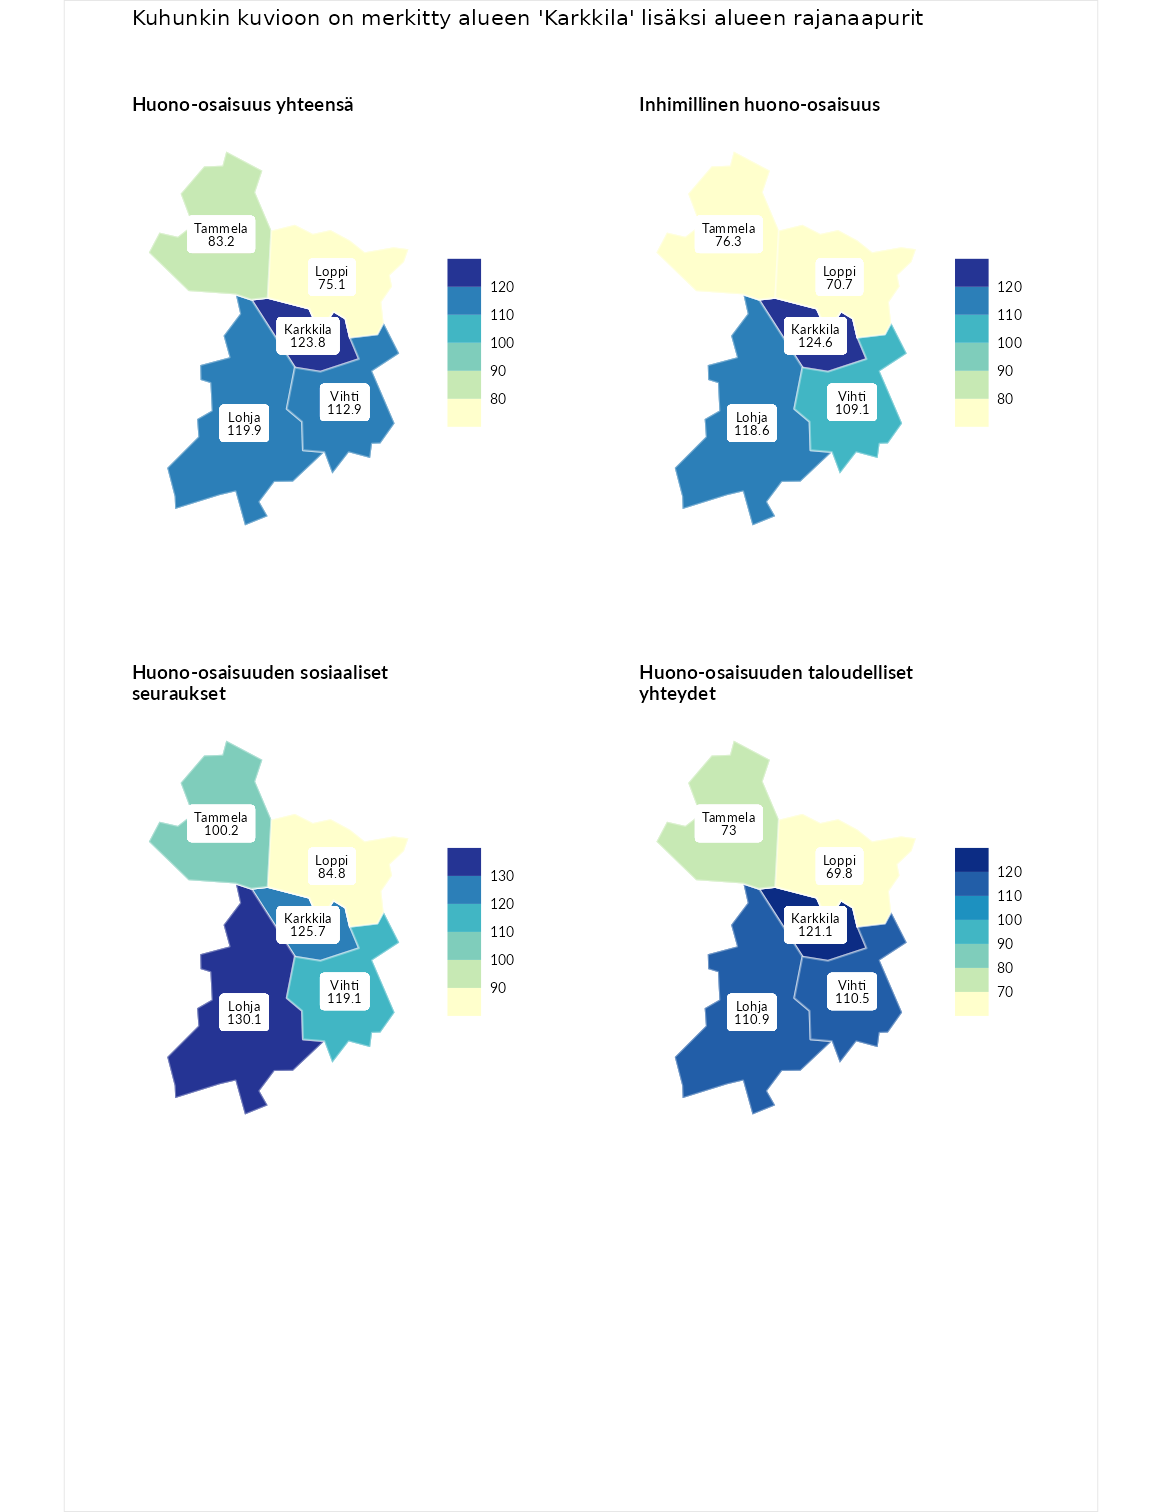 Kuhunkin kuvioon on merkitty alueen 'Karkkila' lisäksi alueen rajanaapurit
Huono-osaisuus yhteensä
Tammela
83.2
Loppi
75.1
Karkkila
123.8
Vihti
112.9
Lohja
119.9
120
110
100
90
80
Inhimillinen huono-osaisuus
Tammela
76.3
Loppi
70.7
Karkkila
124.6
Vihti
109.1
Lohja
118.6
120
110
100
90
80
Huono-osaisuuden sosiaaliset
seuraukset
Tammela
100.2
Loppi
84.8
Karkkila
125.7
Vihti
119.1
Lohja
130.1
130
120
110
100
90
Huono-osaisuuden taloudelliset
yhteydet
Tammela
73
Loppi
69.8
Karkkila
121.1
Vihti
110.5
Lohja
110.9
120
110
100
90
80
70